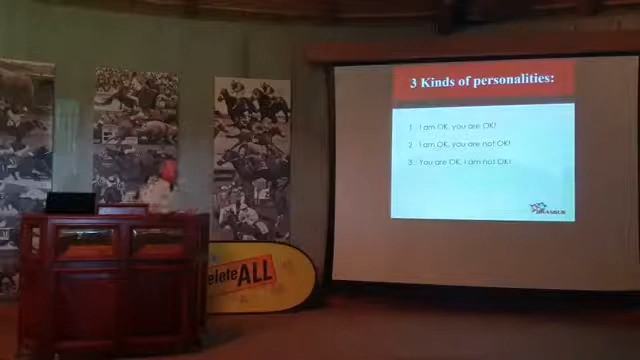 3 Kinds of personalities:
1. I am OK, you are OK!
2. I am OK, you are not OK!
3. You are OK, I am not OK!
eleteALL